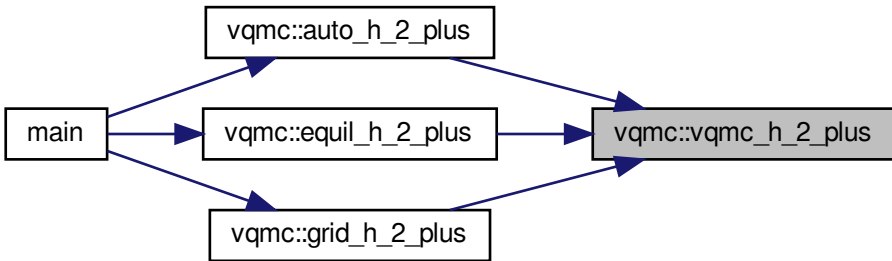 vqmc::auto_h_2_plus
main
vqmc::equil_h_2_plus
vqmc::vqmc_h_2_plus
vqmc::grid_h_2_plus